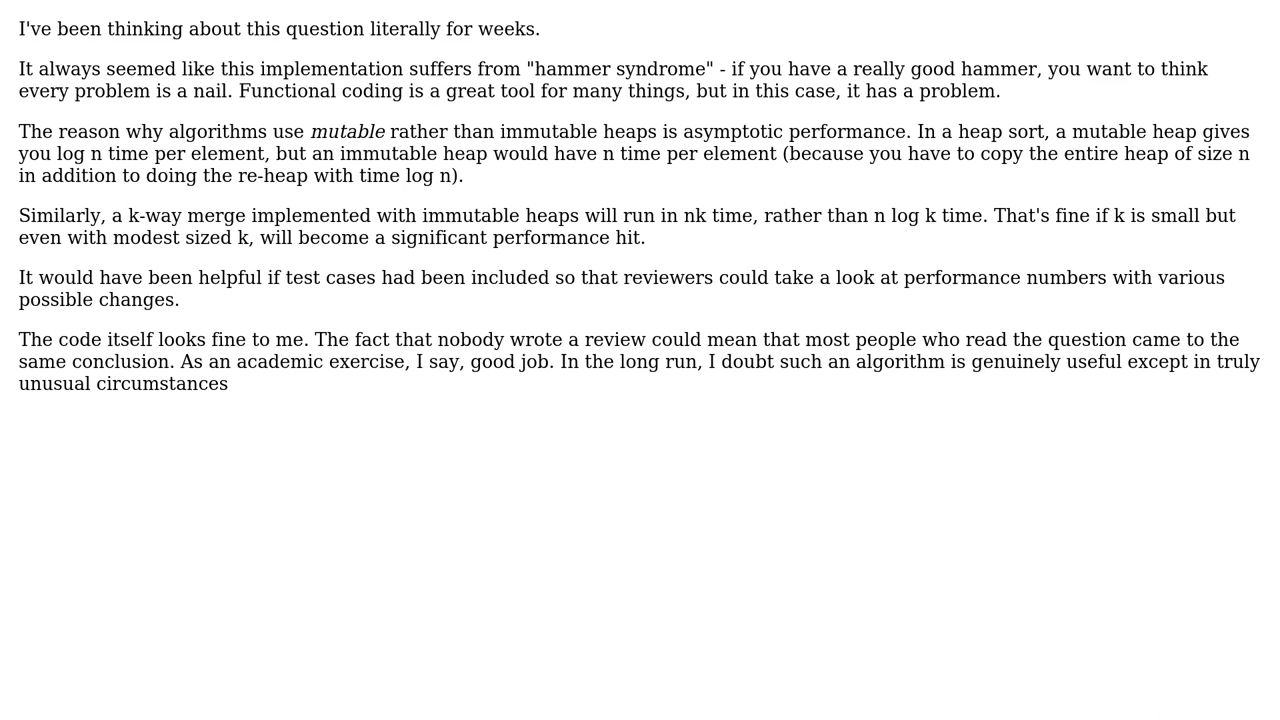 I've been thinking about this question literally for weeks.
It always seemed like this implementation suffers from "hammer syndrome" - if you have a really good hammer, you want to think
every problem is a nail. Functional coding is a great tool for many things, but in this case, it has a problem.
The reason why algorithms use mutable rather than immutable heaps is asymptotic performance. In a heap sort, a mutable heap gives
you log n time per element, but an immutable heap would have n time per element (because you have to copy the entire heap of size n
in addition to doing the re-heap with time log n).
Similarly, a k-way merge implemented with immutable heaps will run in nk time, rather than n log k time. That's fine if k is small but
even with modest sized k, will become a significant performance hit.
It would have been helpful if test cases had been included so that reviewers could take a look at performance numbers with various
possible changes.
The code itself looks fine to me. The fact that nobody wrote a review could mean that most people who read the question came to the
same conclusion. As an academic exercise, I say, good job. In the long run, I doubt such an algorithm is genuinely useful except in truly
unusual circumstances